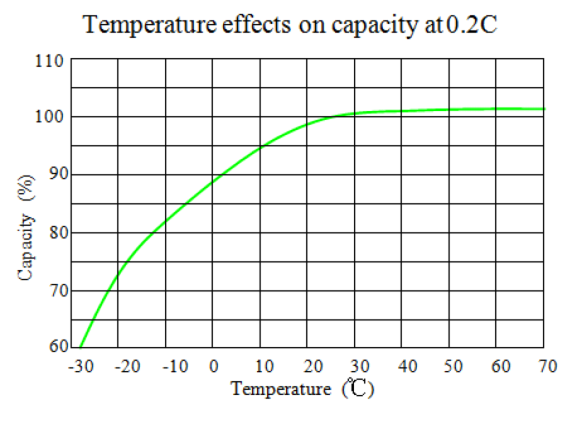 Temperature effects on capacity at 0.2C
110
100
90
80
70
60
Capacity (%)
-30 -20 -10 0 10 20 30 40 50 60 70
Temperature (℃)